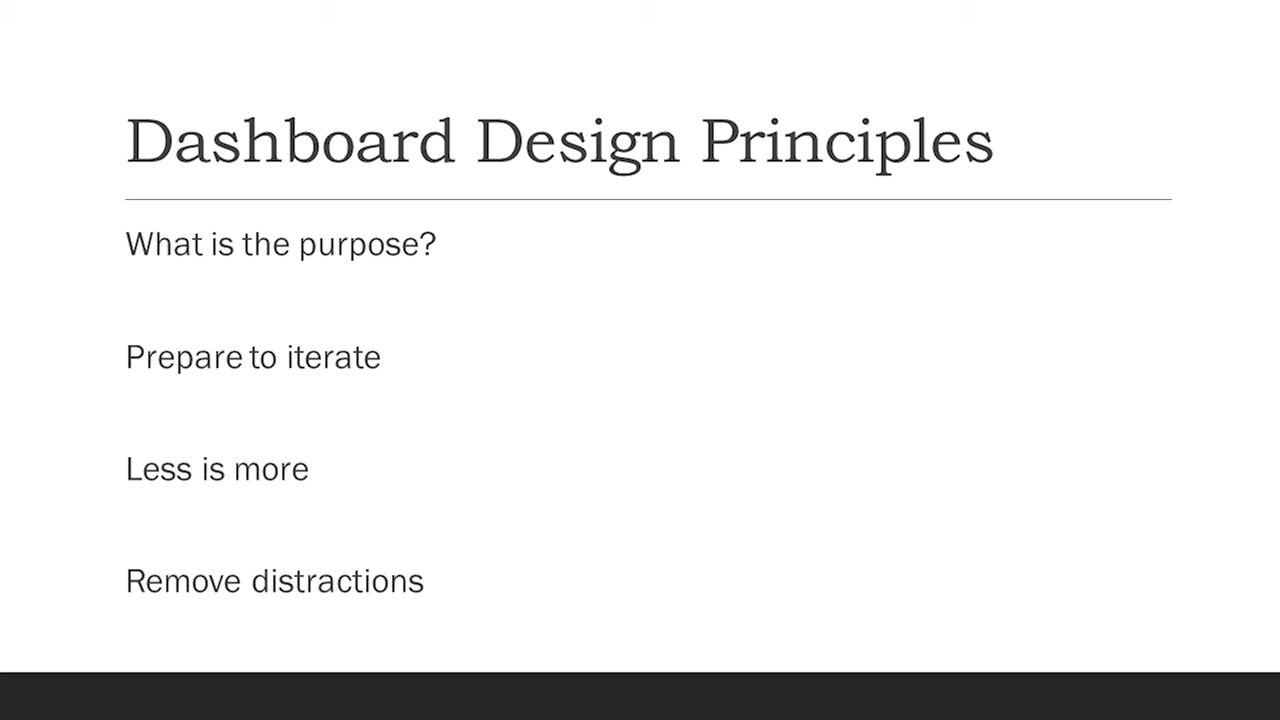 Dashboard Design Principles
What is the purpose?
Prepare to iterate
Less is more
Remove distractions